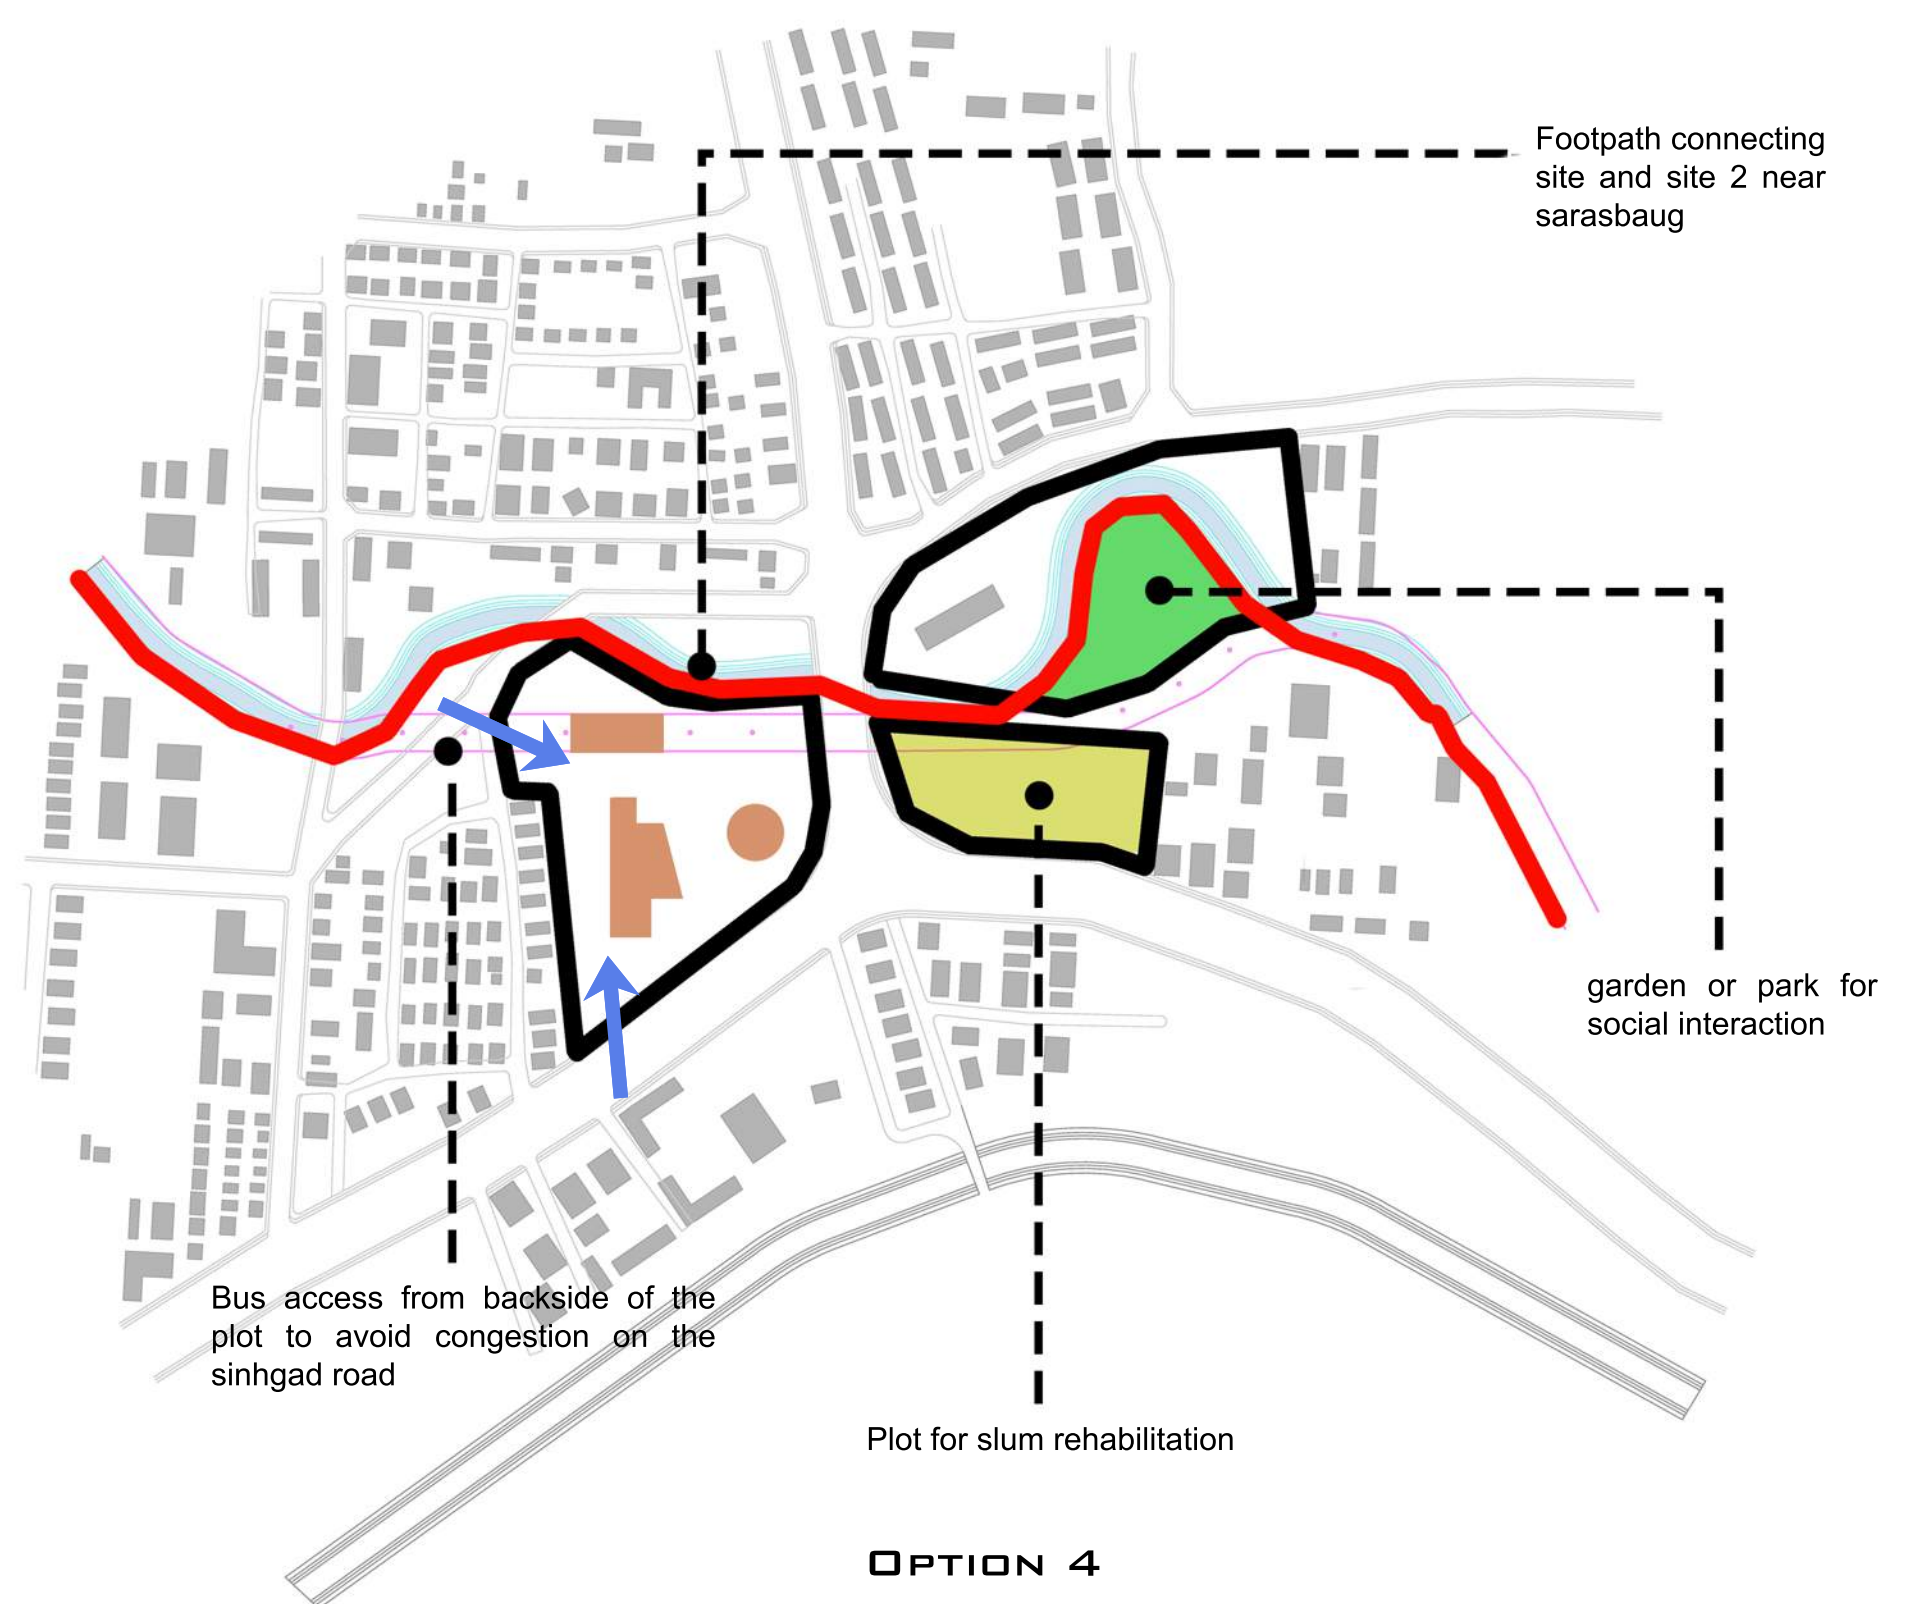 Footpath connecting
site and site 2 near
sarasbaug
garden or park for
social interaction
Bus access from backside of the
plot to avoid congestion on the
sinhgad road
Plot for slum rehabilitation
OPTION 4